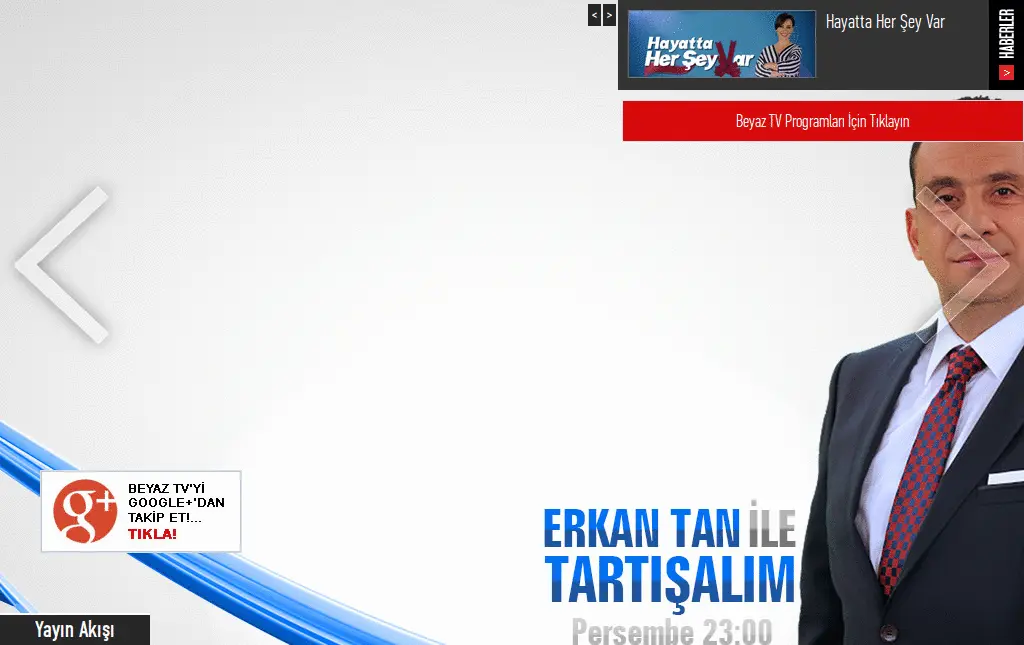 < >
Hayatta
Her Şey Var
Hayatta Her Şey Var
HABERLER
>
Beyaz TV Programları İçin Tıklayın
g+
BEYAZ TV'Yİ
GOOGLE+'DAN
TAKİP ET!...
TIKLA!
ERKAN TAN İLE
TARTIŞALIM
Perşembe 23:00
Yayın Akışı